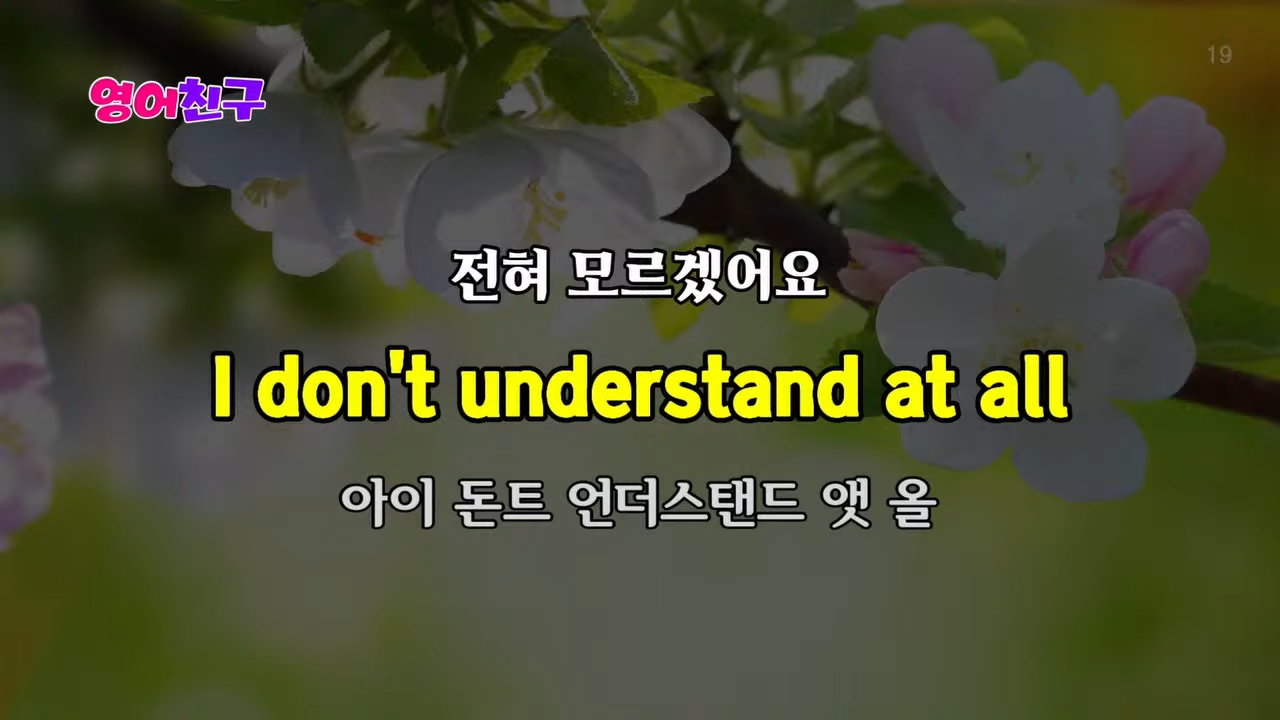 19
영어친구
전혀 모르겠어요
I don't understand at all
아이 돈트 언더스탠드 앳 올